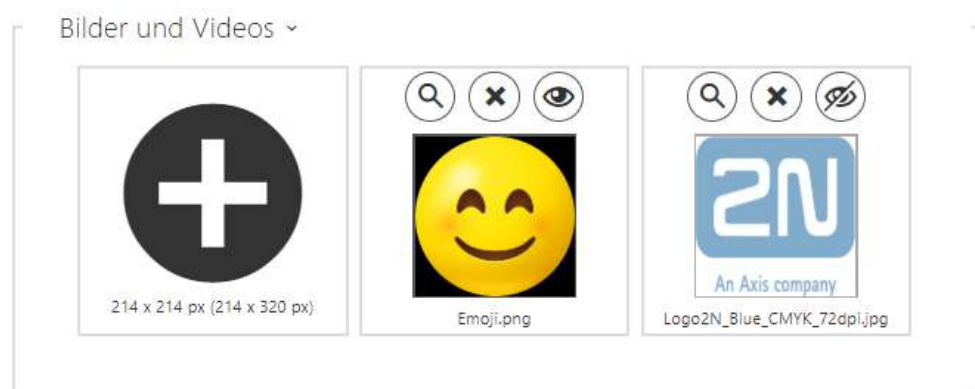 Bilder und Videos
214 x 214 px (214 x 320 px)
2N
An Axis company
Emoji.png
Logo2N_Blue_CMYK_72dpi.jpg